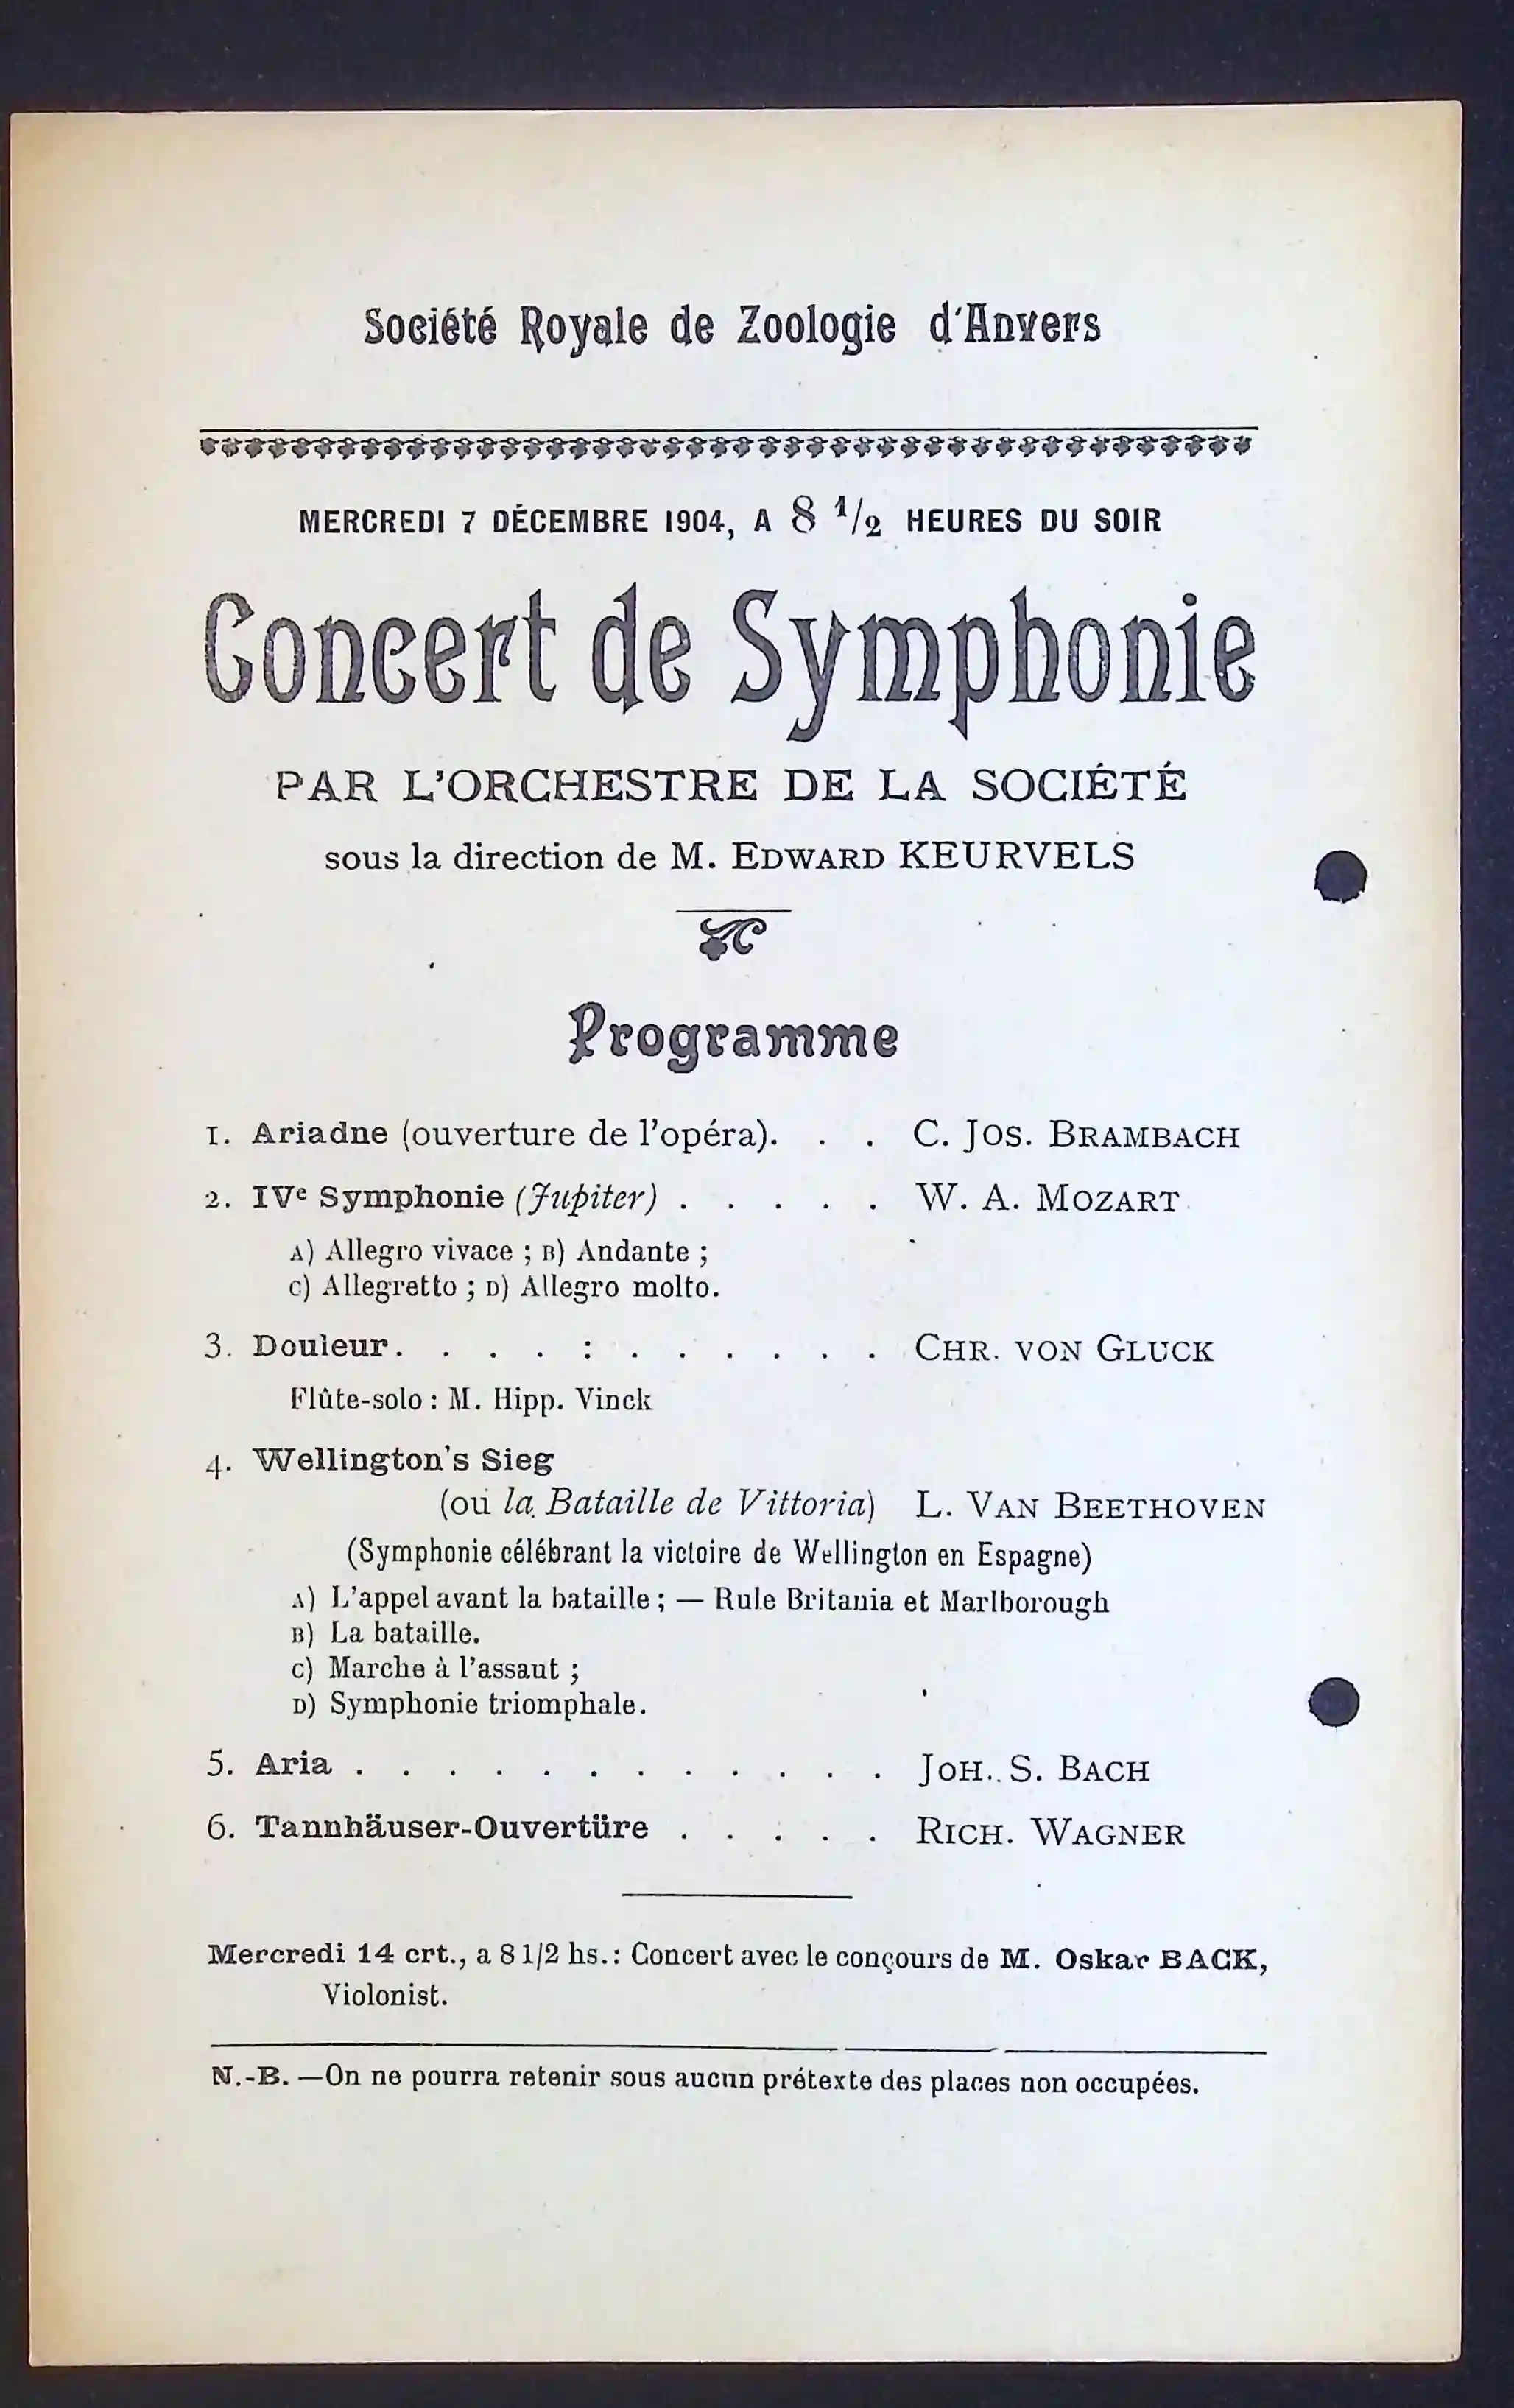 Société Royale de Zoologie d'Anvers
MERCREDI 7 DÉCEMBRE 1904, A 8 1/2 HEURES DU SOIR
Concert de Symphonie
PAR L'ORCHESTRE DE LA SOCIÉTÉ
sous la direction de M. EDWARD KEURVELS
Programme
1. Ariadne (ouverture de l'opéra). . . C. JOS. BRAMBACH
2. IVe Symphonie (Jupiter) . . . . . W. A. MOZART
A) Allegro vivace ; B) Andante ;
C) Allegretto ; D) Allegro molto.
3. Douleur. . . . : . . . . . . CHR. VON GLUCK
Flûte-solo : M. Hipp. Vinck
4. Wellington's Sieg
(ou la Bataille de Vittoria) L. VAN BEETHOVEN
(Symphonie célébrant la victoire de Wellington en Espagne)
A) L'appel avant la bataille ; — Rule Britania et Marlborough
B) La bataille.
C) Marche à l'assaut ;
D) Symphonie triomphale.
5. Aria . . . . . . . . . . . . JOH. S. BACH
6. Tannhäuser-Ouvertüre . . . . . RICH. WAGNER
Mercredi 14 crt., a 8 1/2 hs. : Concert avec le conçours de M. Oskar BACK,
Violonist.
N.-B. —On ne pourra retenir sous aucun prétexte des places non occupées.